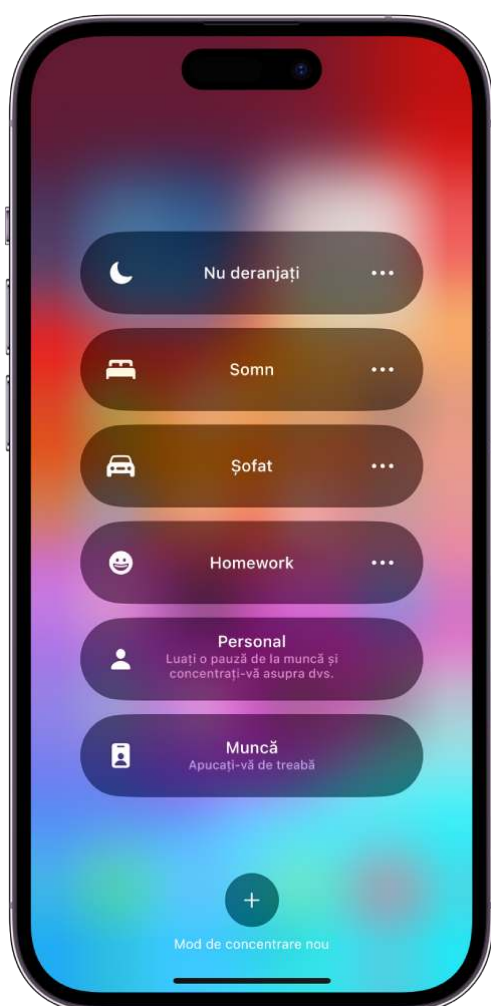 Nu deranjați
Somn
Șofat
Homework
Personal
Luați o pauză de la muncă și
concentrați-vă asupra dvs.
Muncă
Apucați-vă de treabă
Mod de concentrare nou